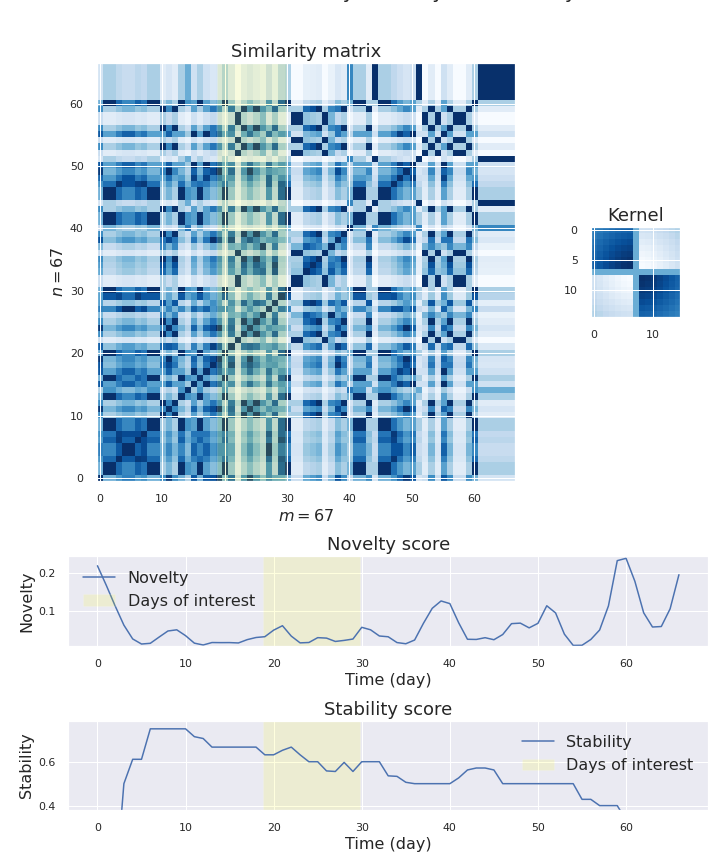 Similarity matrix
60
50
40
30
20
10
0
n = 67
0 10 20 30 40 50 60
m = 67
Kernel
0
5
10
0 10
Novelty score
0.2
0.1
Novelty
Novelty
Days of interest
0 10 20 30 40 50 60
Time (day)
Stability score
0.6
0.4
Stability
Stability
Days of interest
0 10 20 30 40 50 60
Time (day)